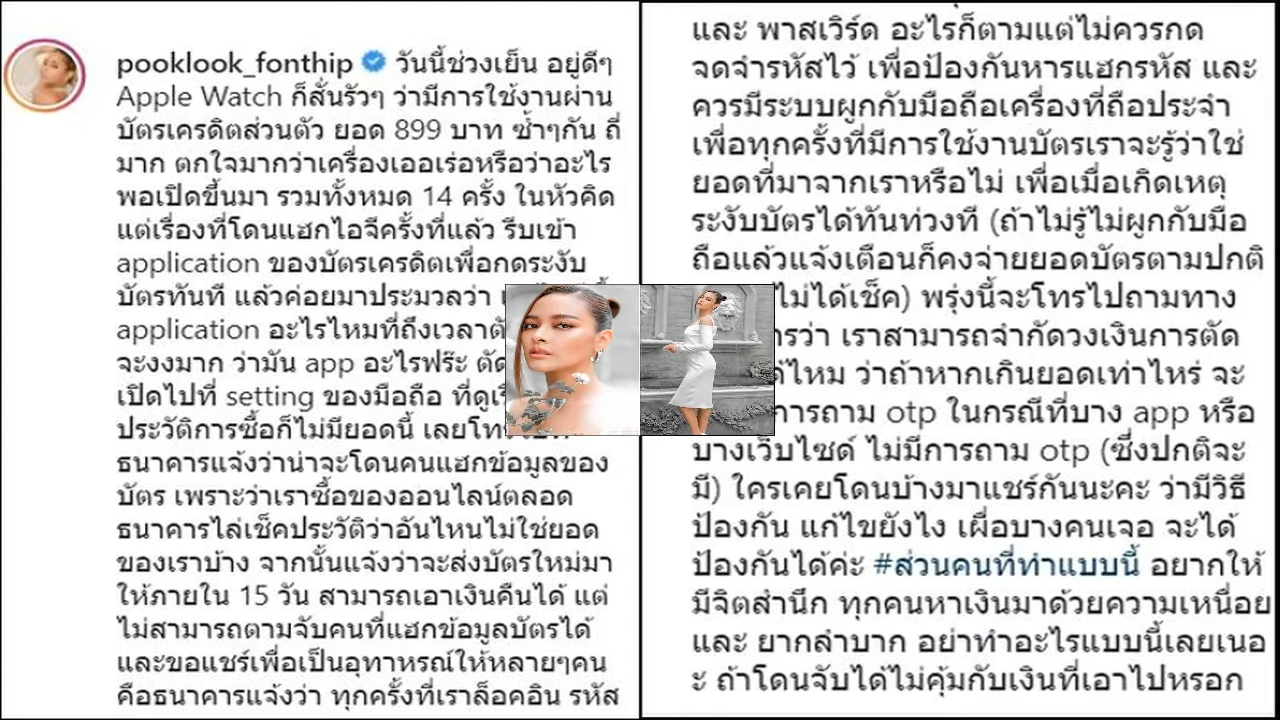 pooklook_fonthip วันนี้ช่วงเย็น อยู่ดีๆ
Apple Watch ก็สั่นรัวๆ ว่ามีการใช้งานผ่าน
บัตรเครดิตส่วนตัว ยอด 899 บาท ซ้ำๆกัน ถี่
มาก ตกใจมากว่าเครื่องเออเร่อหรือว่าอะไร
พอเปิดขึ้นมา รวมทั้งหมด 14 ครั้ง ในหัวคิด
แต่เรื่องที่โดนแฮกไอจีครั้งที่แล้ว รีบเข้า
application ของบัตรเครดิตเพื่อกดระงับ
บัตรทันที แล้วค่อยมาประมวลว่า
application อะไรไหมที่ถึงเวลาตั
จะงงมาก ว่ามัน app อะไรฟร๊ะ ตัด
เปิดไปที่ setting ของมือถือ ที่ดูเ
ประวัติการซื้อก็ไม่มียอดนี้ เลยโท
ธนาคารแจ้งว่าน่าจะโดนคนแฮกข้อมูลของ
บัตร เพราะว่าเราซื้อของออนไลน์ตลอด
ธนาคารไล่เช็คประวัติว่าอันไหนไม่ใช่ยอด
ของเราบ้าง จากนั้นแจ้งว่าจะส่งบัตรใหม่มา
ให้ภายใน 15 วัน สามารถเอาเงินคืนได้ แต่
ไม่สามารถตามจับคนที่แฮกข้อมูลบัตรได้
และขอแชร์เพื่อเป็นอุทาหรณ์ให้หลายๆคน
คือธนาคารแจ้งว่า ทุกครั้งที่เราล็อคอิน รหัส
และ พาสเวิร์ด อะไรก็ตามแต่ไม่ควรกด
จดจำรหัสไว้ เพื่อป้องกันหารแฮกรหัส และ
ควรมีระบบผูกกับมือถือเครื่องที่ถือประจำ
เพื่อทุกครั้งที่มีการใช้งานบัตรเราจะรู้ว่าใช่
ยอดที่มาจากเราหรือไม่ เพื่อเมื่อเกิดเหตุ
ระงับบัตรได้ทันท่วงที (ถ้าไม่รู้ไม่ผูกกับมือ
ถือแล้วแจ้งเตือนก็คงจ่ายยอดบัตรตามปกติ
ไม่ได้เช็ค) พรุ่งนี้จะโทรไปถามทาง
ารว่า เราสามารถจำกัดวงเงินการตัด
ด้ไหม ว่าถ้าหากเกินยอดเท่าไหร่ จะ
การถาม otp ในกรณีที่บาง app หรือ
บางเว็บไซด์ ไม่มีการถาม otp (ซึ่งปกติจะ
มี) ใครเคยโดนบ้างมาแชร์กันนะคะ ว่ามีวิธี
ป้องกัน แก้ไขยังไง เผื่อบางคนเจอ จะได้
ป้องกันได้ค่ะ #ส่วนคนที่ทำแบบนี้ อยากให้
มีจิตสำนึก ทุกคนหาเงินมาด้วยความเหนื่อย
และ ยากลำบาก อย่าทำอะไรแบบนี้เลยเนอ
ะ ถ้าโดนจับได้ไม่คุ้มกับเงินที่เอาไปหรอก